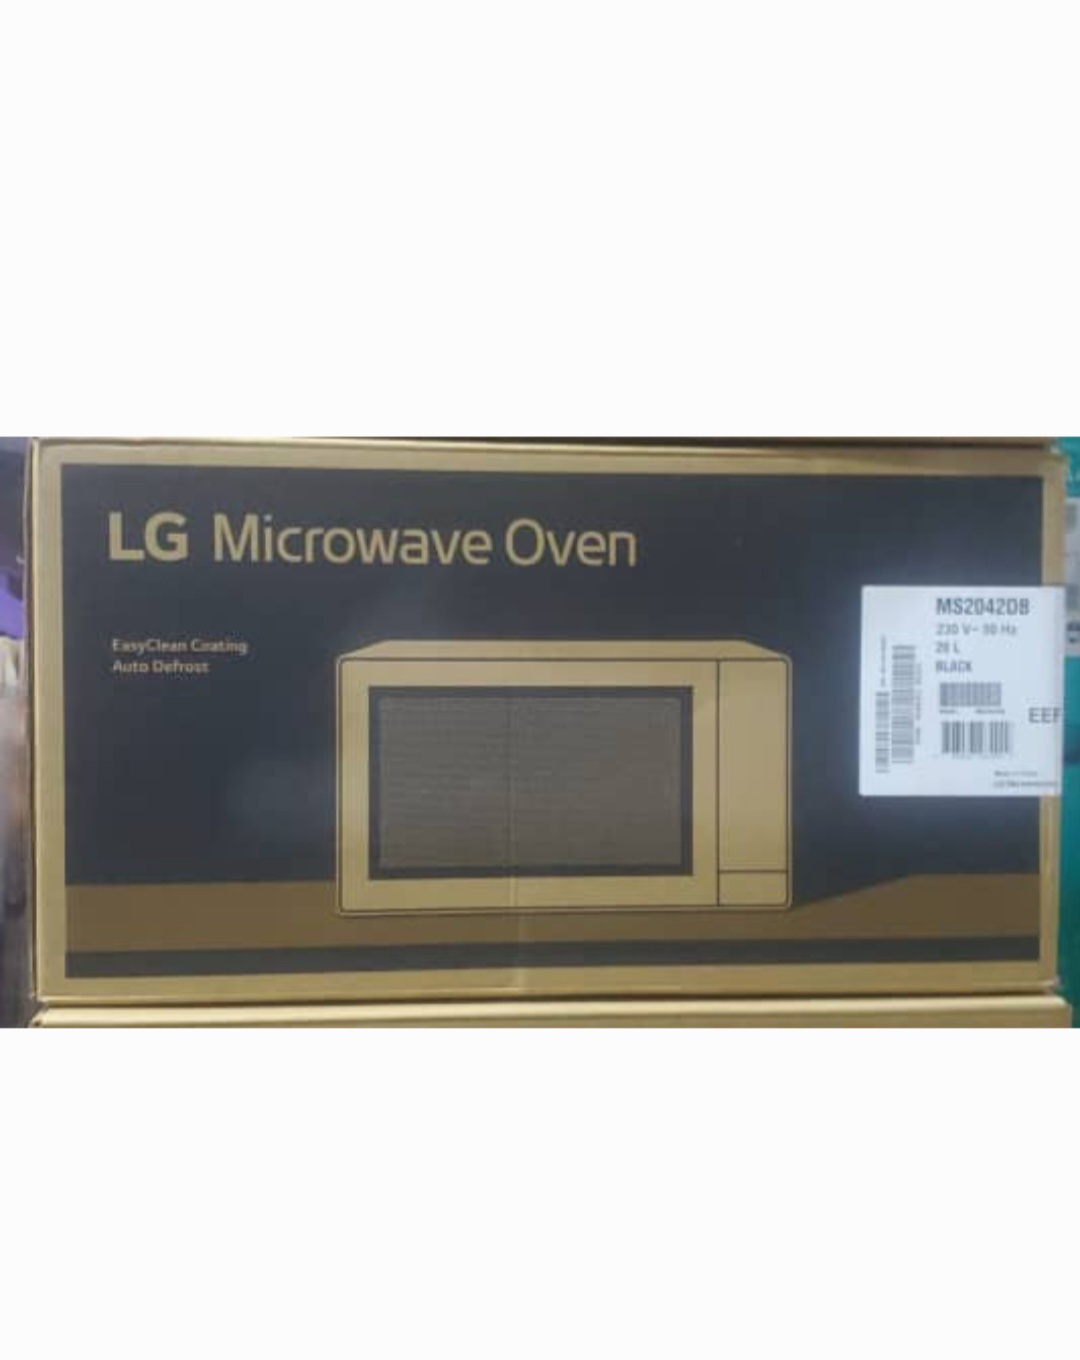 LG Microwave Oven
EasyClean Coating
Auto Defrost
MS2042DB
230 V~ 50 Hz
20 L
BLACK
EEF